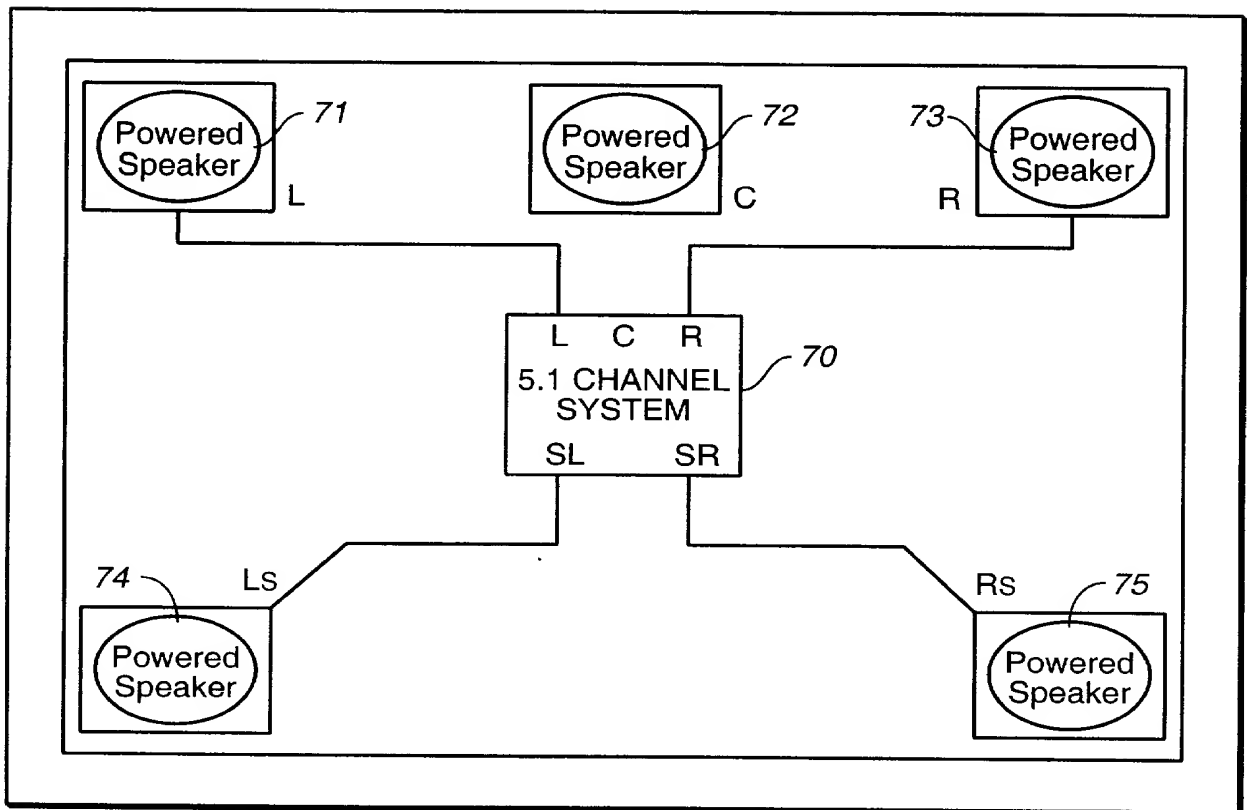 Powered
Speaker
71
L
Powered
Speaker
72
C
73
Powered
Speaker
R
L C R
5.1 CHANNEL
SYSTEM
SL SR
70
74
Ls
Powered
Speaker
Rs
75
Powered
Speaker